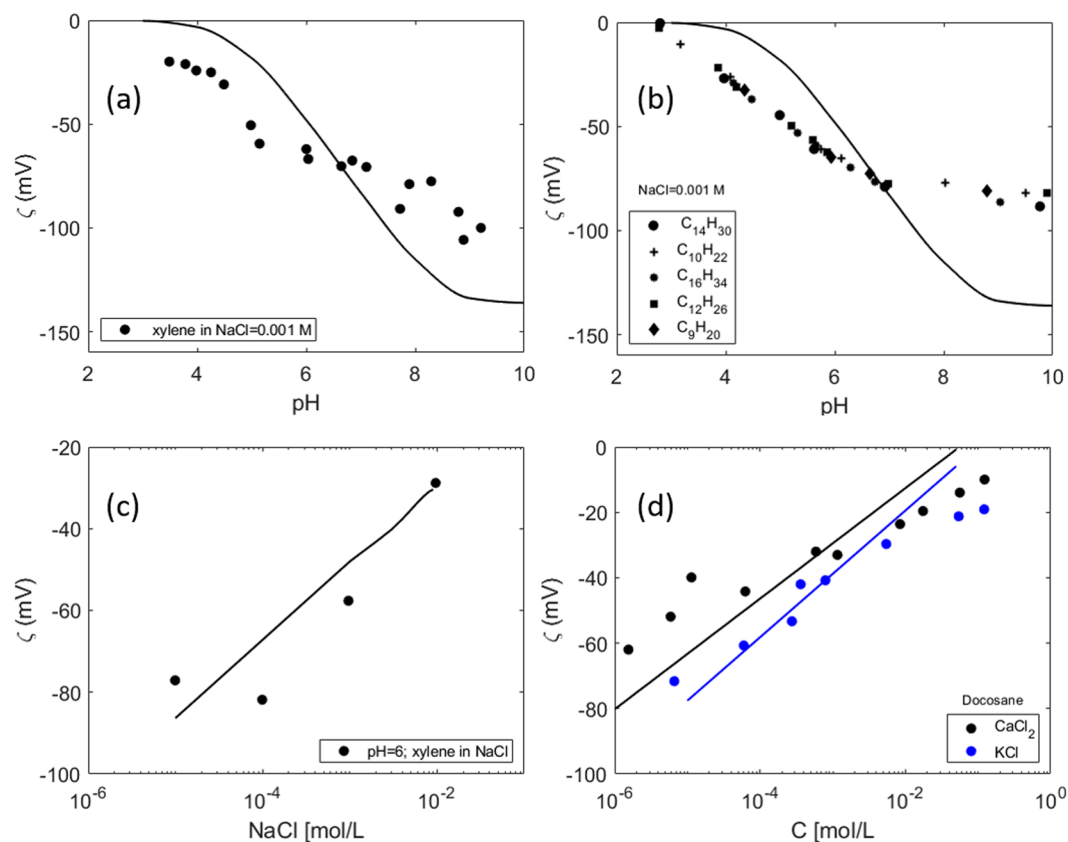 0
-50
-100
-150
ζ (mV)
(a)
xylene in NaCl=0.001 M
2
4
6
8
10
pH
0
-50
-100
-150
ζ (mV)
(b)
NaCl=0.001 M
C₁₄H₃₀
C₁₀H₂₂
C₁₆H₃₄
C₁₂H₂₆
C₉H₂₀
2
4
6
8
10
pH
-20
-40
-60
-80
-100
ζ (mV)
(c)
pH=6; xylene in NaCl
10⁻⁶
10⁻⁴
10⁻²
NaCl [mol/L
0
-20
-40
-60
-80
-100
ζ (mV)
(d)
Docosane
CaCl₂
KCl
10⁻⁶
10⁻⁴
10⁻²
10⁰
C [mol/L